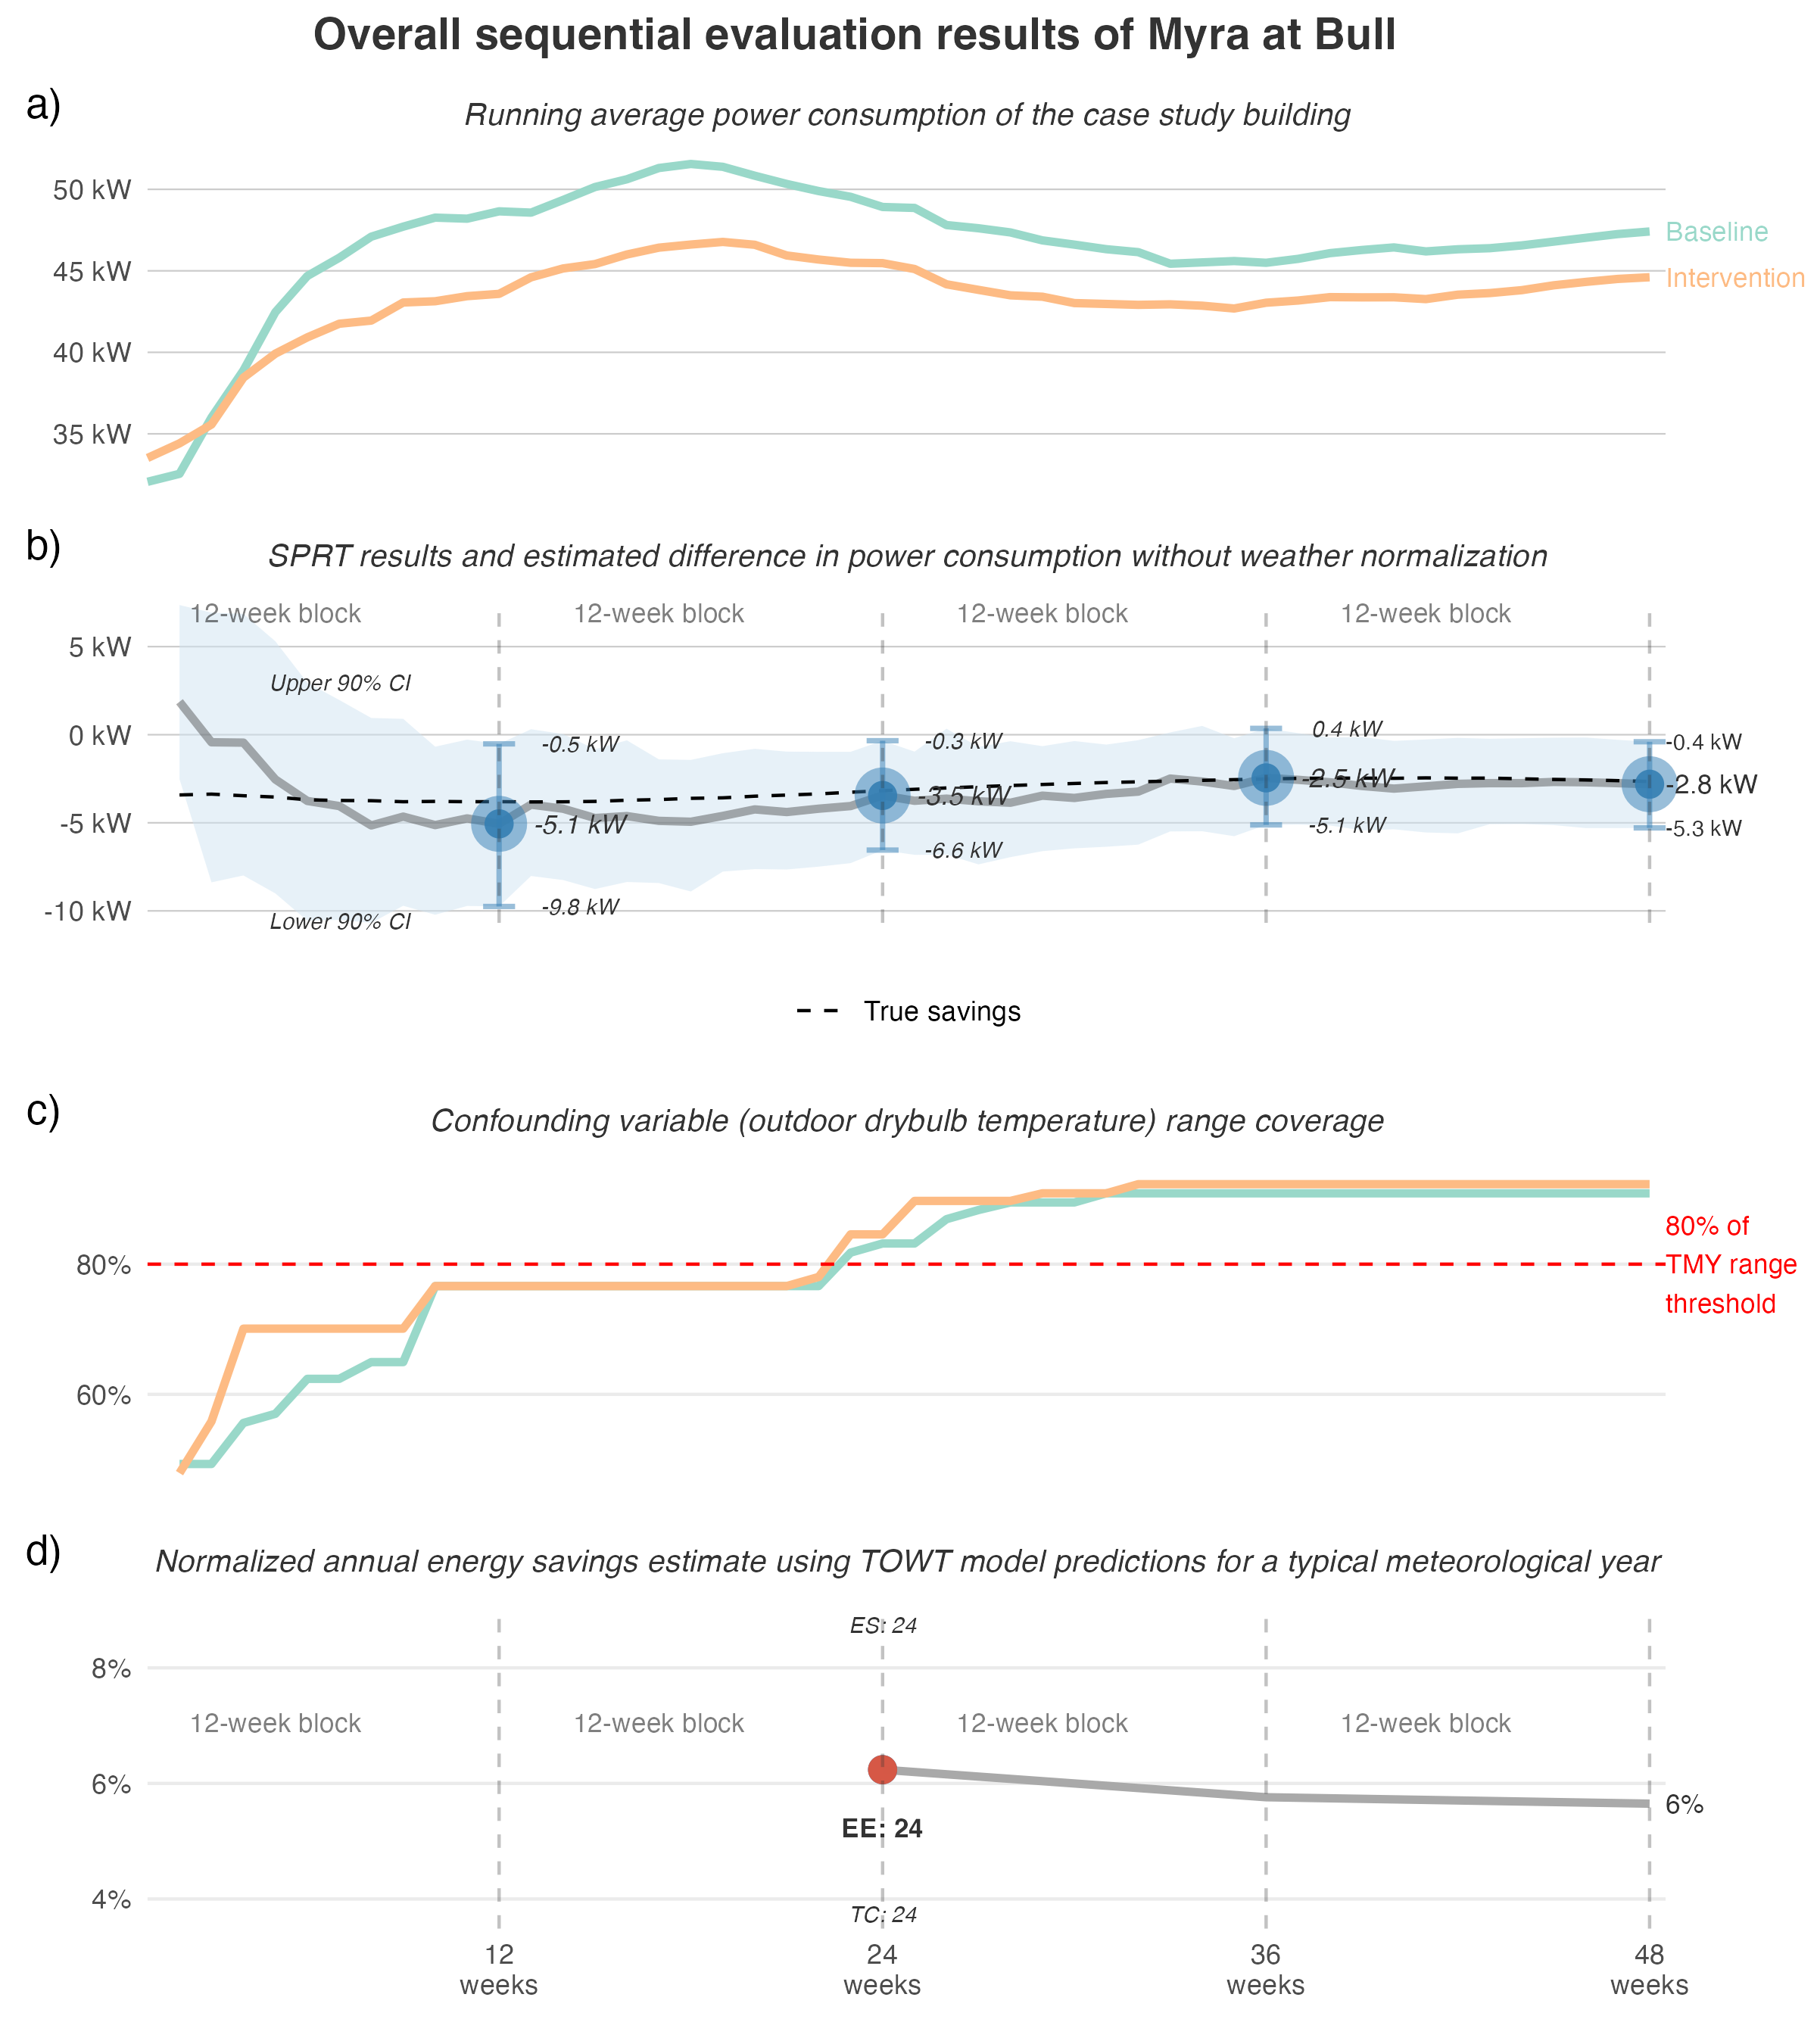 Overall sequential evaluation results of Myra at Bull
a)
Running average power consumption of the case study building
50 kW
45 kW
40 kW
35 kW
Baseline
Intervention
b)
SPRT results and estimated difference in power consumption without weather normalization
12-week block 12-week block 12-week block 12-week block
5 kW
0 kW
-5 kW
-10 kW
Upper 90% CI
Lower 90% CI
-0.5 kW
-5.1 kW
-9.8 kW
-0.3 kW
-3.5 kW
-6.6 kW
0.4 kW
-2.5 kW
-5.1 kW
-0.4 kW
-2.8 kW
-5.3 kW
True savings
c)
Confounding variable (outdoor drybulb temperature) range coverage
80%
60%
80% of
TMY range
threshold
d)
Normalized annual energy savings estimate using TOWT model predictions for a typical meteorological year
ES: 24
8%
12-week block 12-week block 12-week block 12-week block
6%
6%
EE: 24
4%
TC: 24
12 24 36 48
weeks weeks weeks weeks